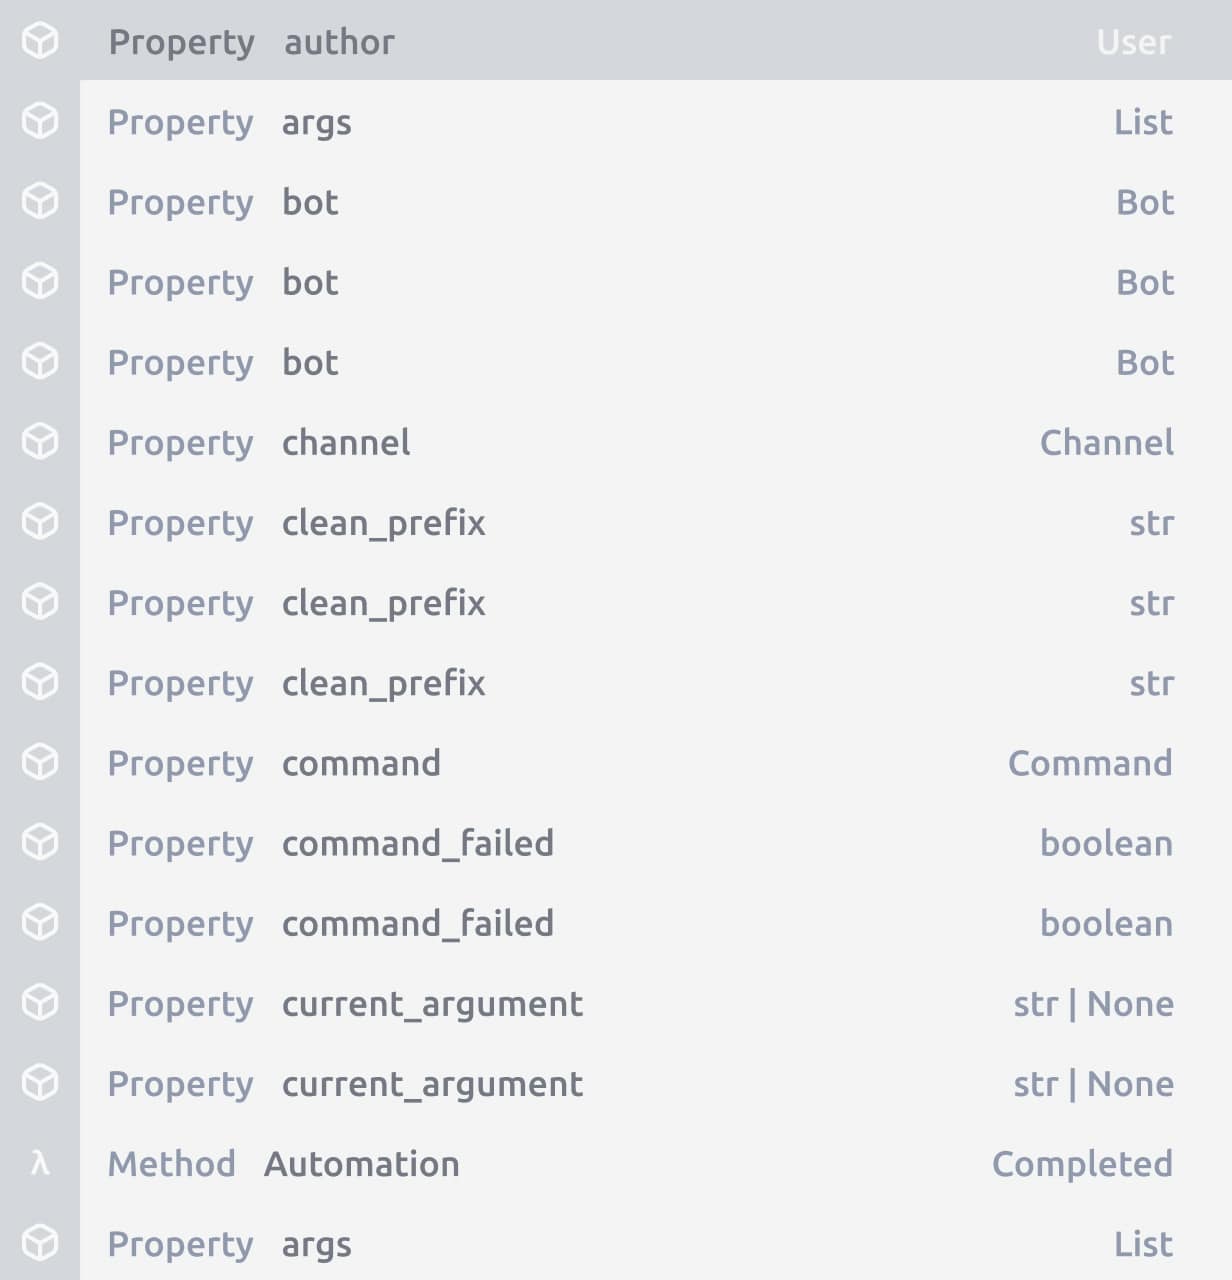 Property author User
Property args List
Property bot Bot
Property bot Bot
Property bot Bot
Property channel Channel
Property clean_prefix str
Property clean_prefix str
Property clean_prefix str
Property command Command
Property command_failed boolean
Property command_failed boolean
Property current_argument str | None
Property current_argument str | None
λ Method Automation Completed
Property args List